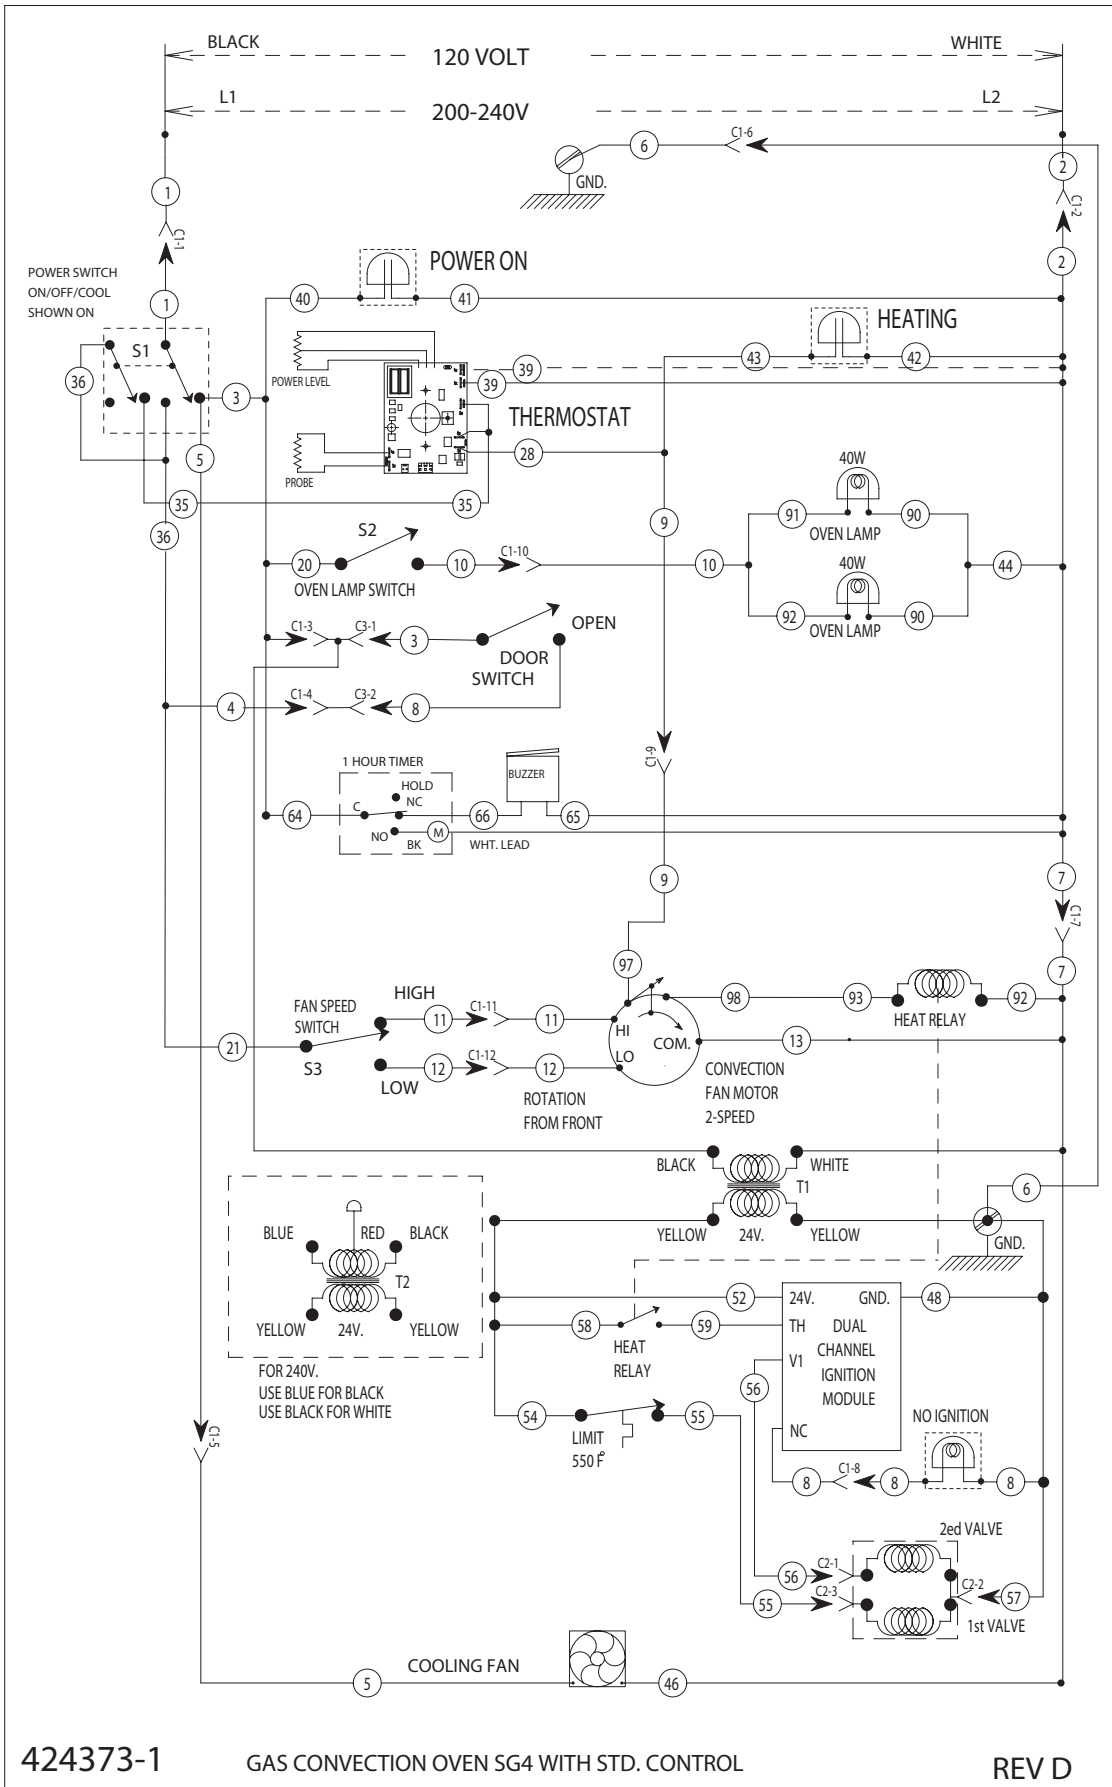 BLACK
120 VOLT
WHITE
L1
200-240V
L2
6
C1-6
GND.
1
2
C1-1
C1-2
POWER SWITCH
ON/OFF/COOL
SHOWN ON
1
2
POWER ON
40
41
S1
HEATING
43
42
36
3
POWER LEVEL
39
39
THERMOSTAT
5
28
PROBE
35
35
36
9
40W
91
90
OVEN LAMP
S2
20
10
C1-10
10
44
OVEN LAMP SWITCH
40W
92
90
OVEN LAMP
C1-3
C3-1
3
OPEN
DOOR
SWITCH
4
C1-4
C3-2
8
C1-9
1 HOUR TIMER
HOLD
NC
C
BUZZER
64
66
65
NO
BK
M
WHT. LEAD
9
7
C1-7
7
97
98
93
92
HEAT RELAY
FAN SPEED
SWITCH
HIGH
11
C1-11
11
HI
21
S3
COM.
13
LO
LOW
12
C1-12
12
ROTATION
FROM FRONT
CONVECTION
FAN MOTOR
2-SPEED
BLACK
WHITE
T1
YELLOW
24V.
YELLOW
6
GND.
BLUE
RED
BLACK
T2
YELLOW
24V.
YELLOW
FOR 240V.
USE BLUE FOR BLACK
USE BLACK FOR WHITE
52
24V.
GND.
48
58
59
TH
DUAL
CHANNEL
IGNITION
MODULE
HEAT
RELAY
V1
56
54
55
LIMIT
550 F°
NC
NO IGNITION
C1-5
8
C1-8
8
8
2ed VALVE
56
C2-1
55
C2-3
C2-2
57
1st VALVE
COOLING FAN
5
46
424373-1
GAS CONVECTION OVEN SG4 WITH STD. CONTROL
REV D